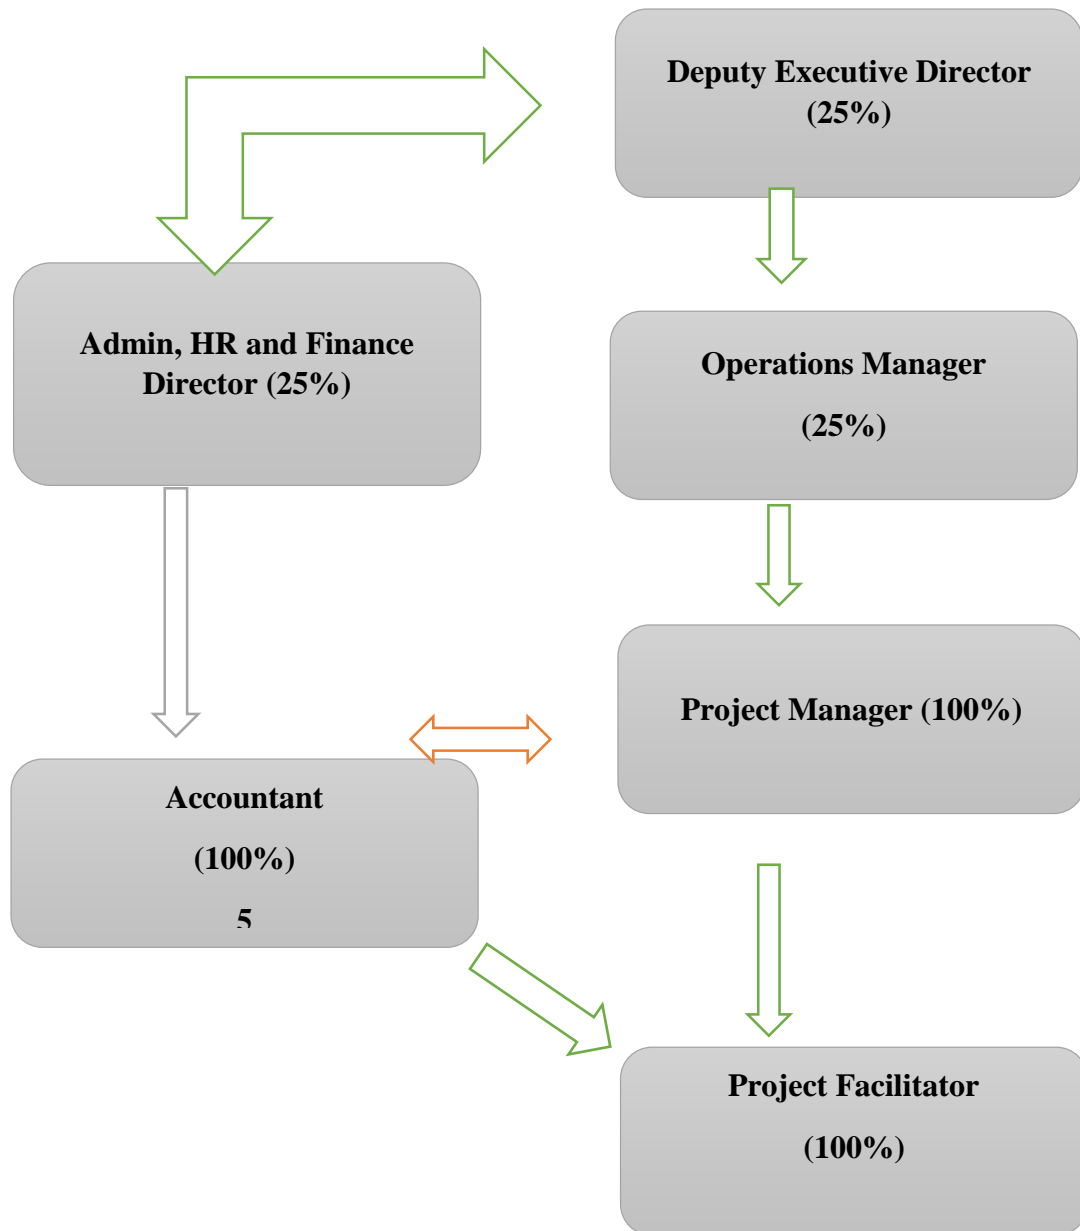 Deputy Executive Director
(25%)
Admin, HR and Finance
Director (25%)
Operations Manager
(25%)
Project Manager (100%)
Accountant
(100%)
5
Project Facilitator
(100%)